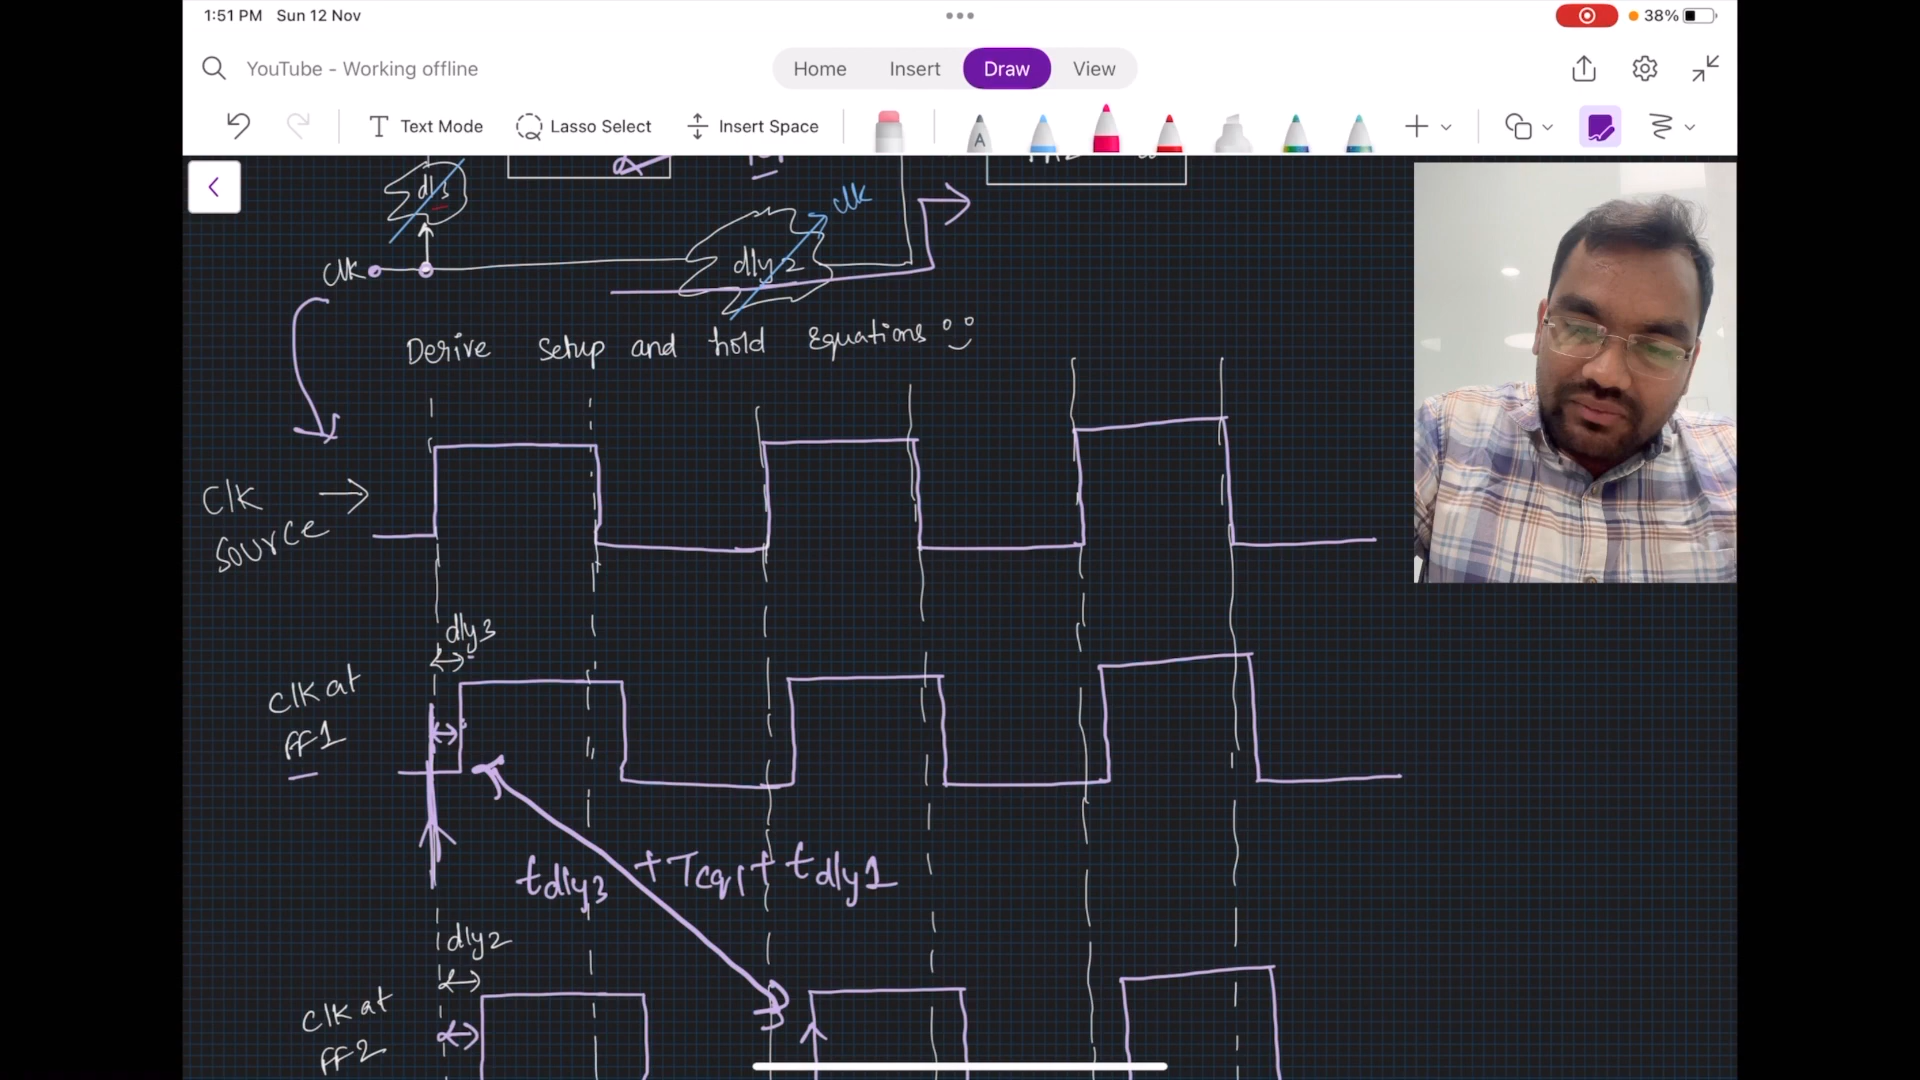 1:51 PM Sun 12 Nov
38%
YouTube - Working offline
Home Insert Draw View
Text Mode Lasso Select Insert Space
A
clk
clk dly2
Derive Setup and hold Equations
Clk
Source
dly3
clk at
ff1
tdly3 + Tcq1 + tdly1
dly2
clk at
ff2